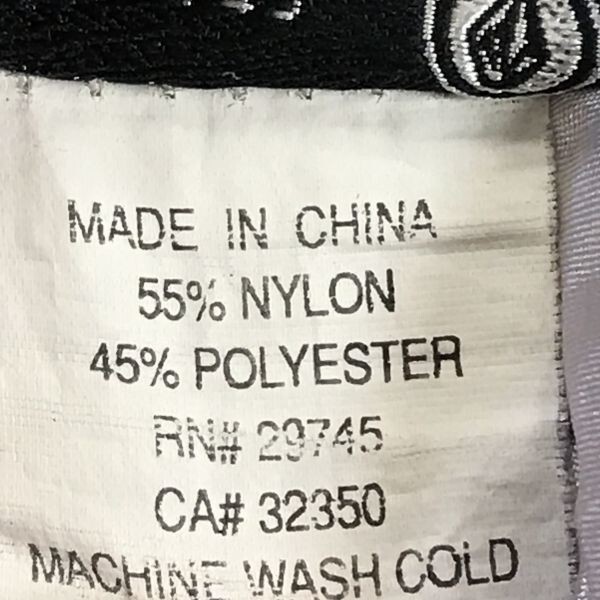 MADE IN CHINA
55% NYLON
45% POLYESTER
RN# 29745
CA# 32350
MACHINE WASH COLD